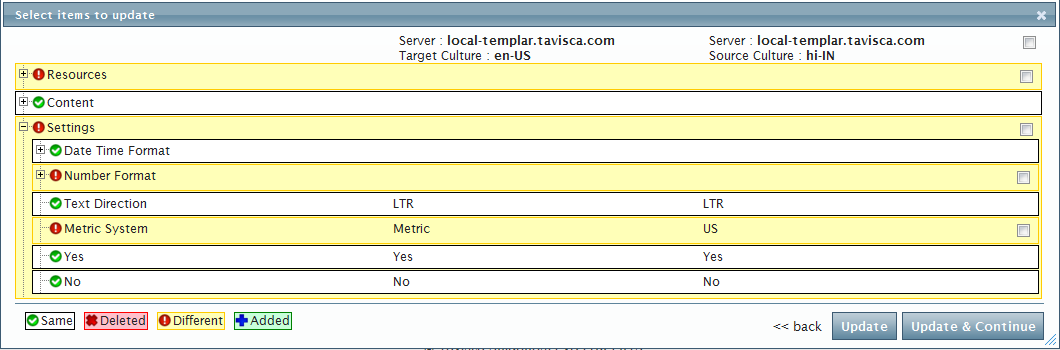 Select items to update
Server : local-templar.tavisca.com Server : local-templar.tavisca.com
Target Culture : en-US Source Culture : hi-IN
Resources
Content
Settings
Date Time Format
Number Format
Text Direction LTR LTR
Metric System Metric US
Yes Yes Yes
No No No
Same Deleted Different Added
<< back Update Update & Continue